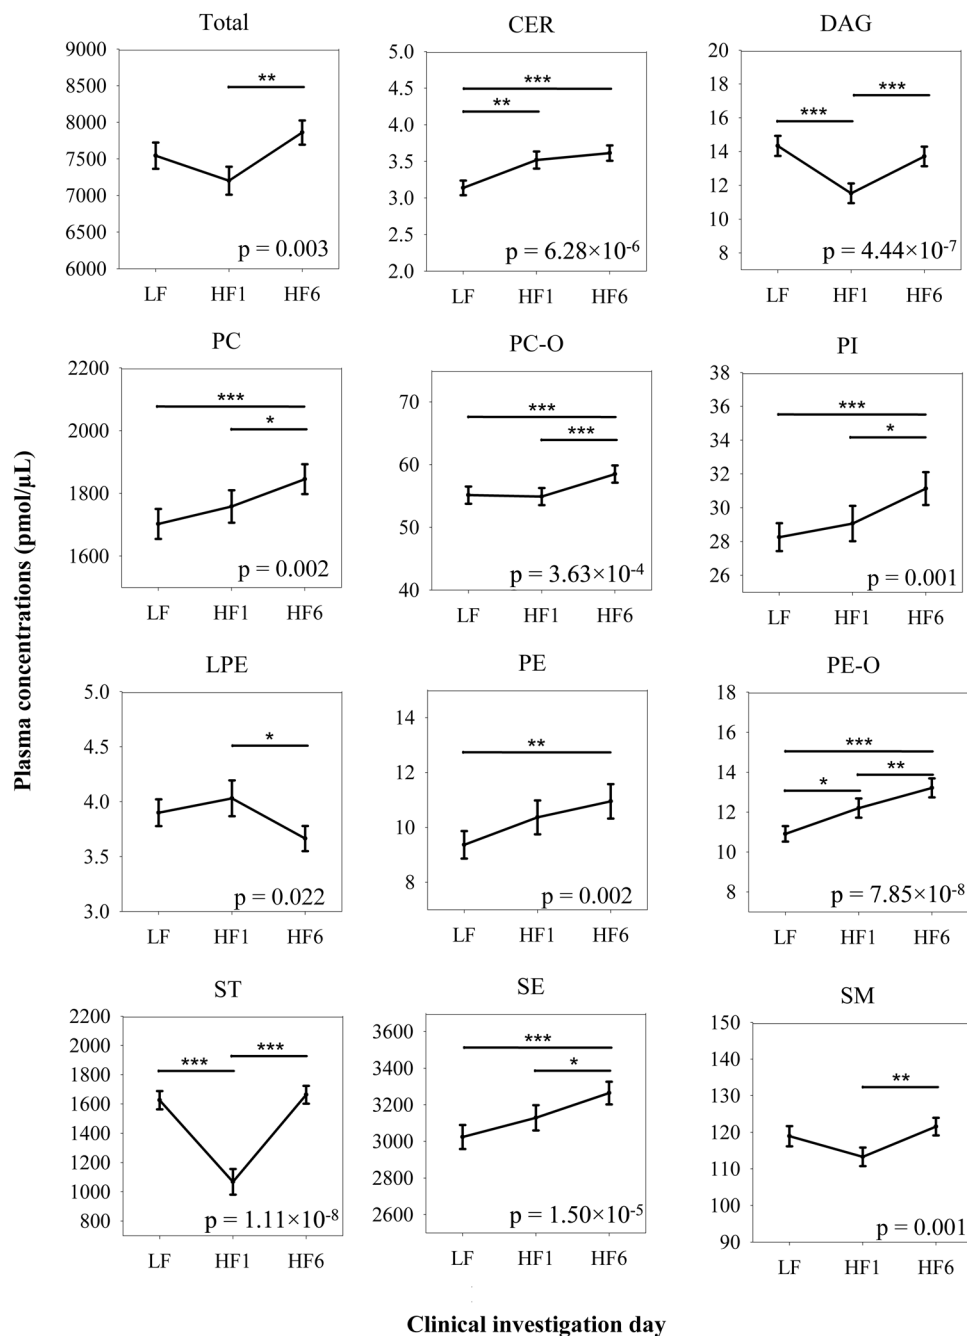 Plasma concentrations (pmol/μL)
Total
9000
8500
8000
7500
7000
6500
6000
**
p = 0.003
LF HF1 HF6
CER
5.0
4.5
4.0
3.5
3.0
2.5
2.0
***
**
p = 6.28×10⁻⁶
LF HF1 HF6
DAG
20
18
16
14
12
10
8
***
***
p = 4.44×10⁻⁷
LF HF1 HF6
PC
2200
2000
1800
1600
***
*
p = 0.002
LF HF1 HF6
PC-O
70
60
50
40
***
***
p = 3.63×10⁻⁴
LF HF1 HF6
PI
38
36
34
32
30
28
26
***
*
p = 0.001
LF HF1 HF6
LPE
5.0
4.5
4.0
3.5
3.0
*
p = 0.022
LF HF1 HF6
PE
14
12
10
8
**
p = 0.002
LF HF1 HF6
PE-O
18
16
14
12
10
8
***
**
*
p = 7.85×10⁻⁸
LF HF1 HF6
ST
2200
2000
1800
1600
1400
1200
1000
800
***
***
p = 1.11×10⁻⁸
LF HF1 HF6
SE
3600
3400
3200
3000
2800
2600
***
*
p = 1.50×10⁻⁵
LF HF1 HF6
SM
150
140
130
120
110
100
90
**
p = 0.001
LF HF1 HF6
Clinical investigation day